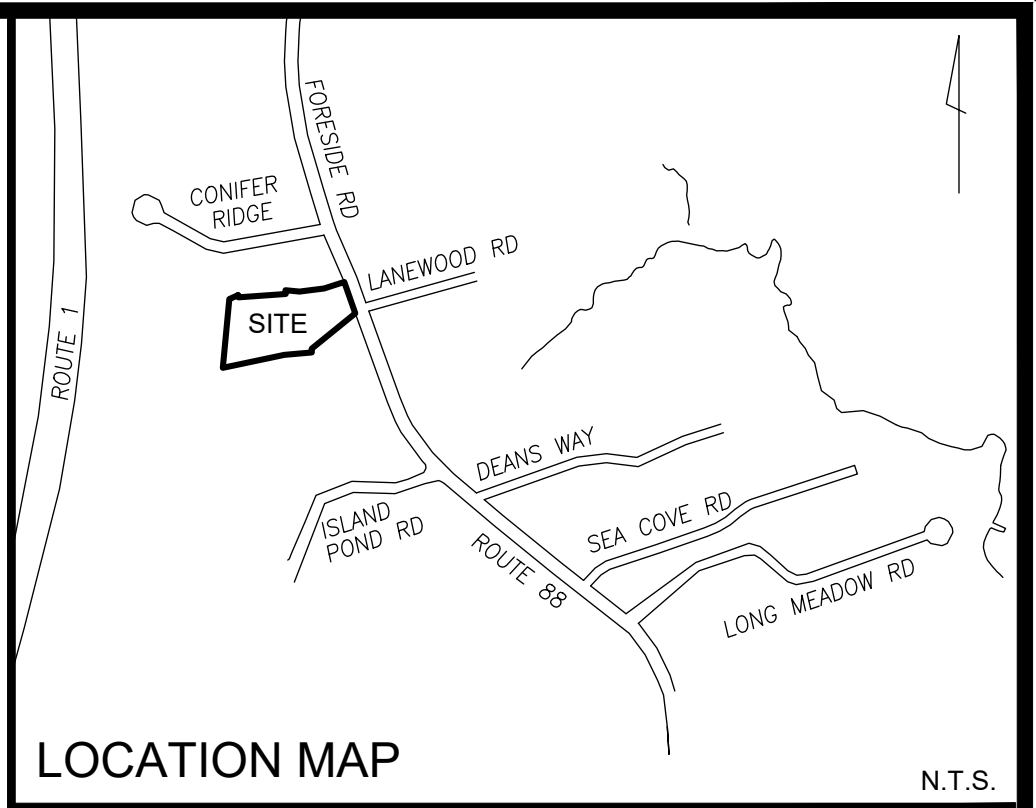 FORESIDE RD
CONIFER
RIDGE
LANEWOOD RD
SITE
ROUTE 1
DEANS WAY
ISLAND
POND RD
SEA COVE RD
ROUTE 88
LONG MEADOW RD
LOCATION MAP
N.T.S.